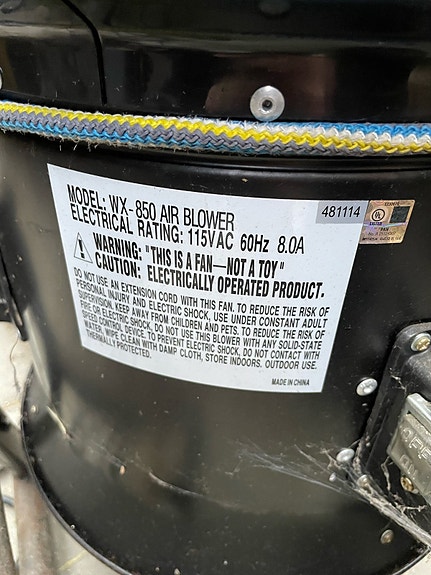 MODEL: WX- 850 AIR BLOWER
ELECTRICAL RATING: 115VAC 60Hz 8.0A
WARNING: "THIS IS A FAN—NOT A TOY"
CAUTION: ELECTRICALLY OPERATED PRODUCT.
DO NOT USE AN EXTENSION CORD WITH THIS FAN. TO REDUCE THE RISK OF
PERSONAL INJURY AND ELECTRIC SHOCK, USE UNDER CONSTANT ADULT
SUPERVISION. KEEP AWAY FROM CHILDREN AND PETS. TO REDUCE THE RISK OF
FIRE OR ELECTRIC SHOCK, DO NOT USE THIS BLOWER WITH ANY SOLID-STATE
WATER CONTROL DEVICE. TO PREVENT ELECTRIC SHOCK, DO NOT CONTACT WITH
CLEAN WITH DAMP CLOTH, STORE INDOORS. OUTDOOR USE.
PROTECTED.
MADE IN CHINA
481114
UL
FAN
OFF